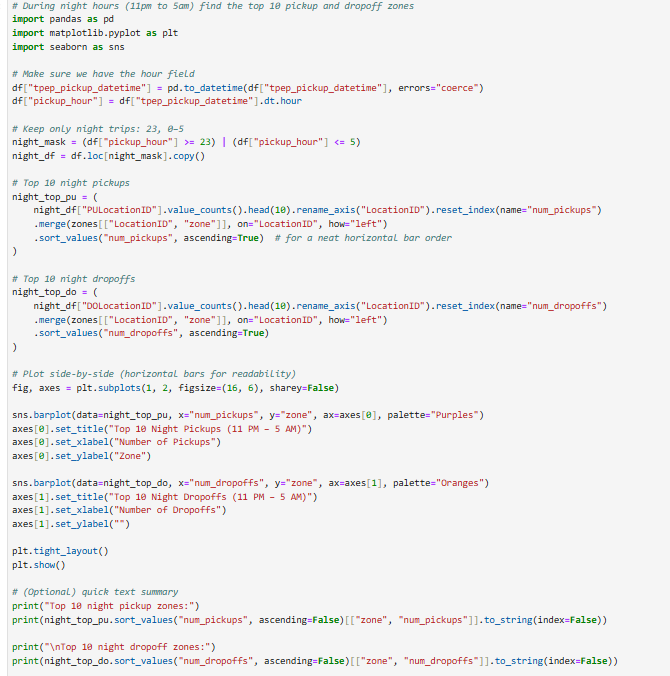 # During night hours (11pm to 5am) find the top 10 pickup and dropoff zones
import pandas as pd
import matplotlib.pyplot as plt
import seaborn as sns

# Make sure we have the hour field
df["tpep_pickup_datetime"] = pd.to_datetime(df["tpep_pickup_datetime"], errors="coerce")
df["pickup_hour"] = df["tpep_pickup_datetime"].dt.hour

# Keep only night trips: 23, 0–5
night_mask = (df["pickup_hour"] >= 23) | (df["pickup_hour"] <= 5)
night_df = df.loc[night_mask].copy()

# Top 10 night pickups
night_top_pu = (
    night_df["PULocationID"].value_counts().head(10).rename_axis("LocationID").reset_index(name="num_pickups")
    .merge(zones[["LocationID", "zone"]], on="LocationID", how="left")
    .sort_values("num_pickups", ascending=True)  # for a neat horizontal bar order
)

# Top 10 night dropoffs
night_top_do = (
    night_df["DOLocationID"].value_counts().head(10).rename_axis("LocationID").reset_index(name="num_dropoffs")
    .merge(zones[["LocationID", "zone"]], on="LocationID", how="left")
    .sort_values("num_dropoffs", ascending=True)
)

# Plot side-by-side (horizontal bars for readability)
fig, axes = plt.subplots(1, 2, figsize=(16, 6), sharey=False)

sns.barplot(data=night_top_pu, x="num_pickups", y="zone", ax=axes[0], palette="Purples")
axes[0].set_title("Top 10 Night Pickups (11 PM – 5 AM)")
axes[0].set_xlabel("Number of Pickups")
axes[0].set_ylabel("Zone")

sns.barplot(data=night_top_do, x="num_dropoffs", y="zone", ax=axes[1], palette="Oranges")
axes[1].set_title("Top 10 Night Dropoffs (11 PM – 5 AM)")
axes[1].set_xlabel("Number of Dropoffs")
axes[1].set_ylabel("")

plt.tight_layout()
plt.show()

# (Optional) quick text summary
print("Top 10 night pickup zones:")
print(night_top_pu.sort_values("num_pickups", ascending=False)[["zone", "num_pickups"]].to_string(index=False))

print("\nTop 10 night dropoff zones:")
print(night_top_do.sort_values("num_dropoffs", ascending=False)[["zone", "num_dropoffs"]].to_string(index=False))